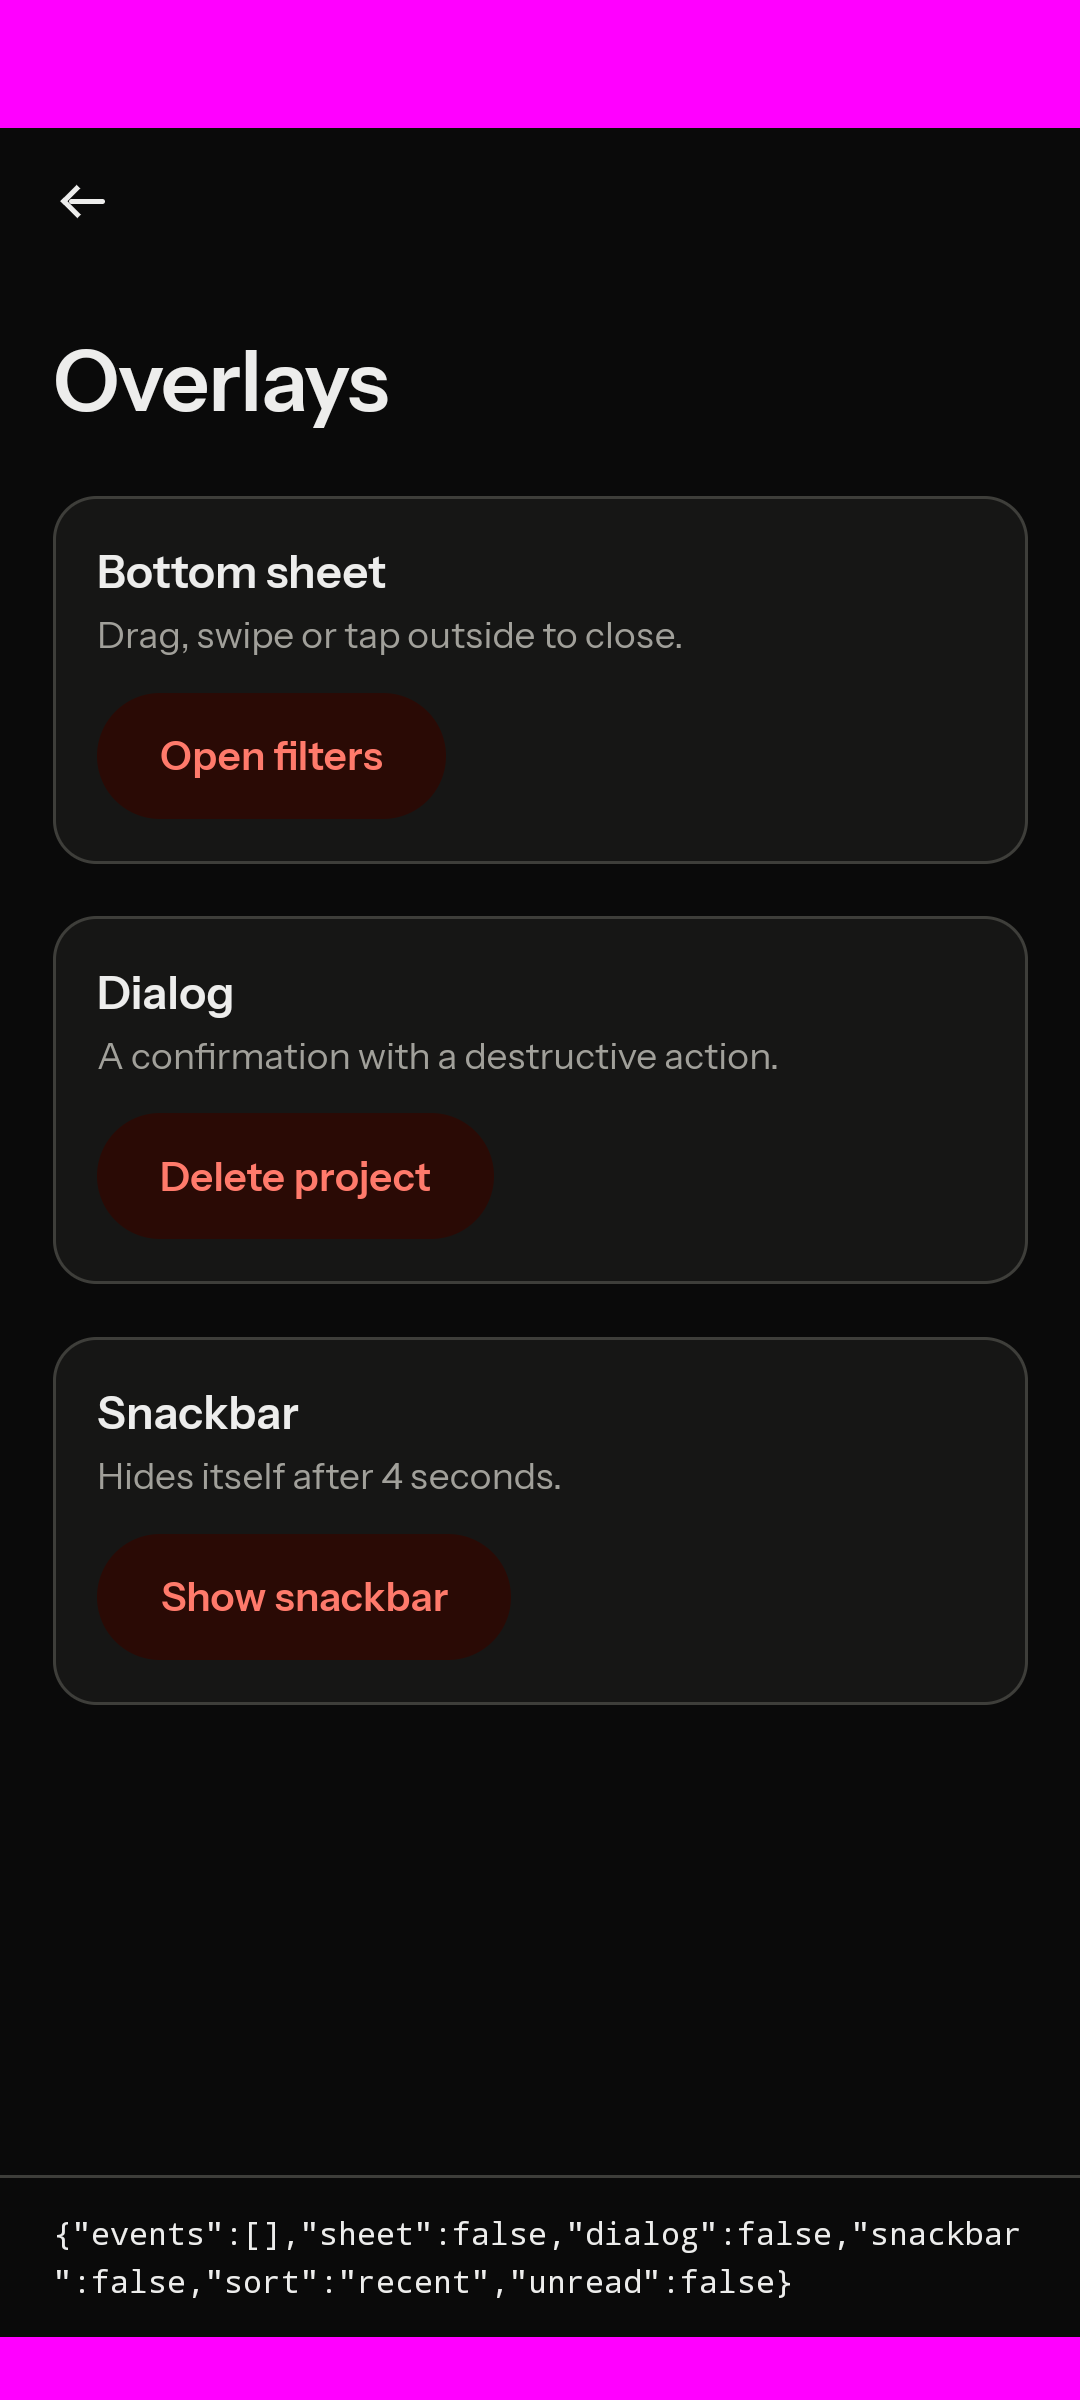 Overlays
Bottom sheet
Drag, swipe or tap outside to close.
Open filters
Dialog
A confirmation with a destructive action.
Delete project
Snackbar
Hides itself after 4 seconds.
Show snackbar
{"events":[],"sheet":false,"dialog":false,"snackbar
":false,"sort":"recent","unread":false}